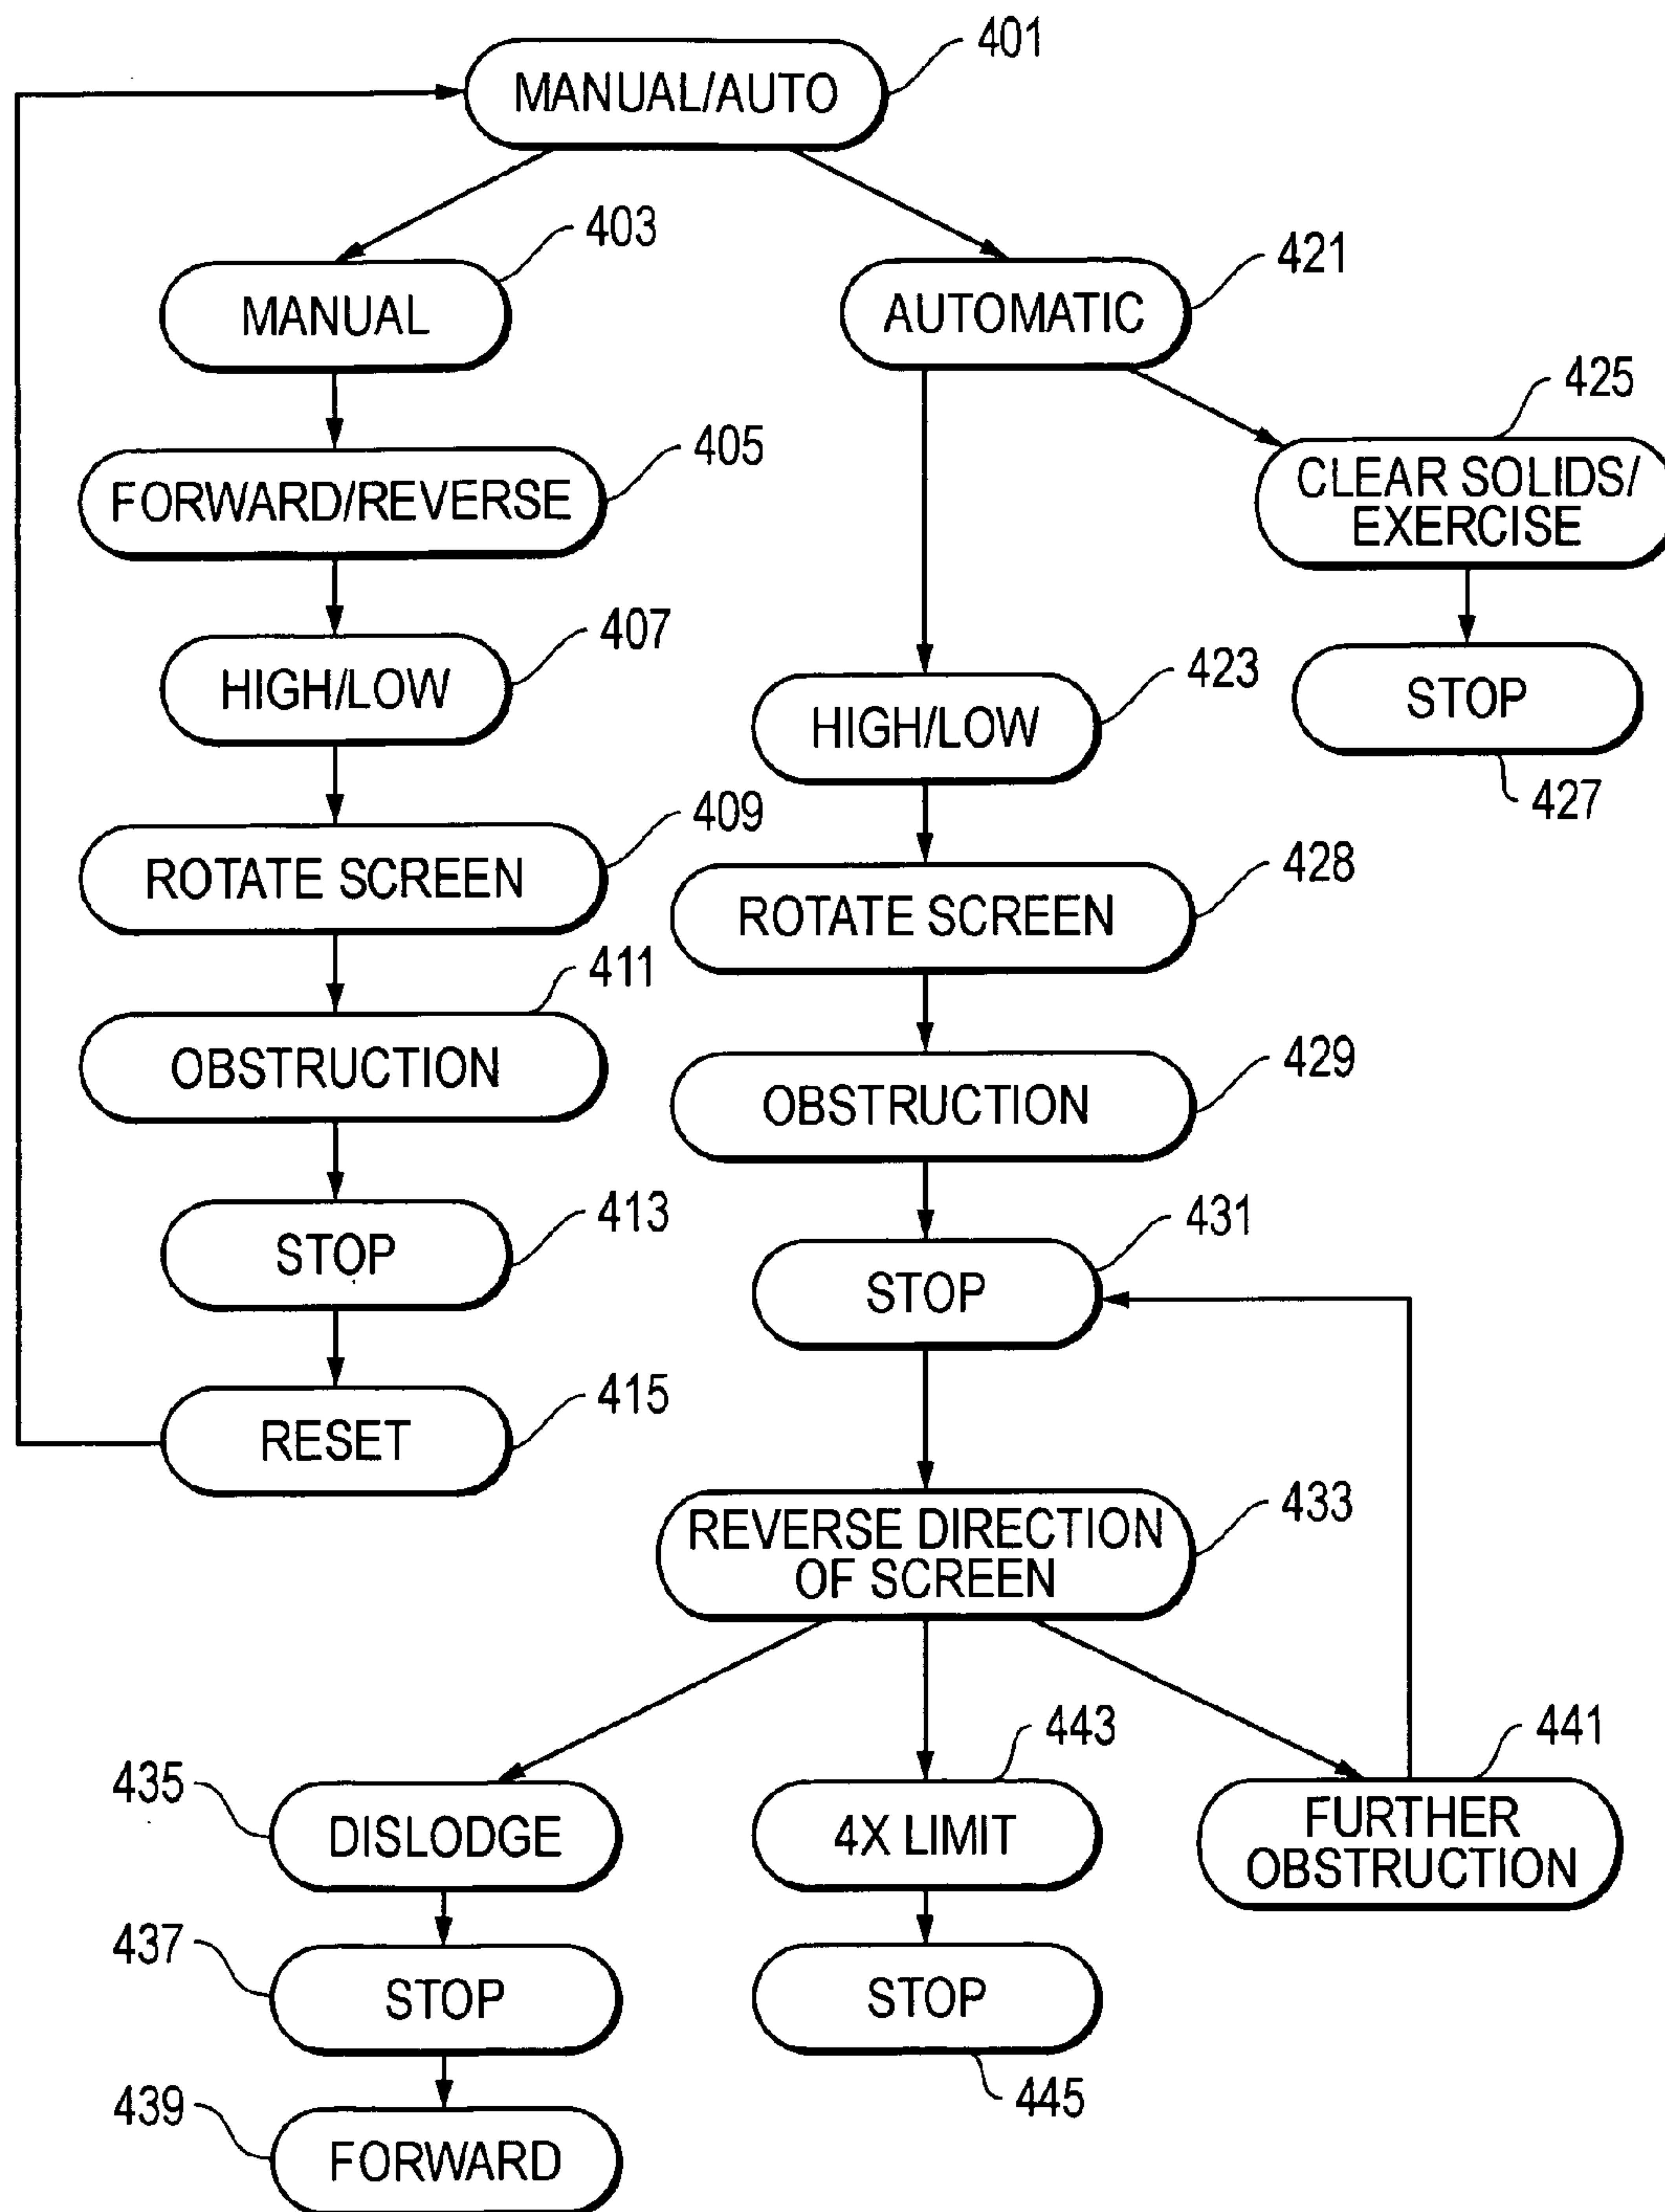 401
MANUAL/AUTO
403
MANUAL
421
AUTOMATIC
405
FORWARD/REVERSE
425
CLEAR SOLIDS/
EXERCISE
407
HIGH/LOW
423
HIGH/LOW
STOP
427
409
ROTATE SCREEN
428
ROTATE SCREEN
411
OBSTRUCTION
429
OBSTRUCTION
413
STOP
431
STOP
415
RESET
433
REVERSE DIRECTION
OF SCREEN
435
DISLODGE
443
4X LIMIT
441
FURTHER
OBSTRUCTION
437
STOP
STOP
445
439
FORWARD